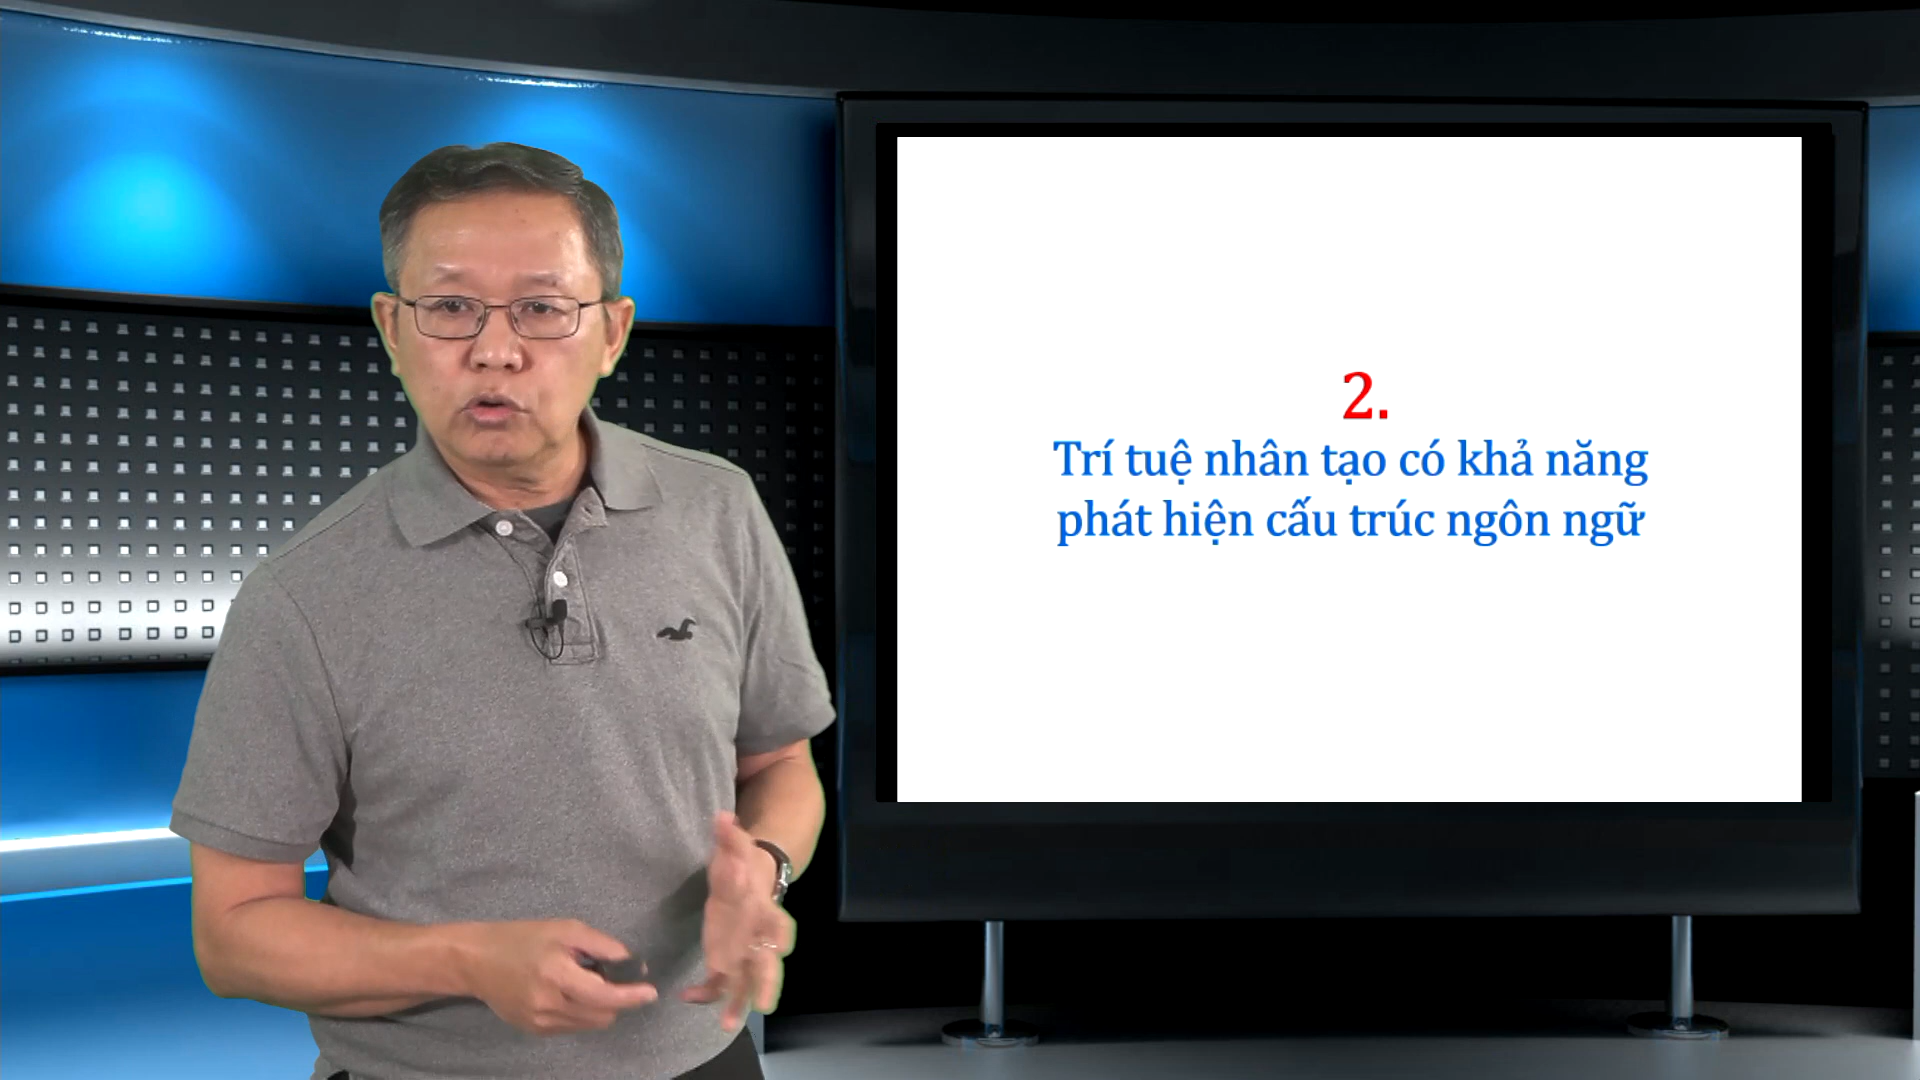 2.
Trí tuệ nhân tạo có khả năng
phát hiện cấu trúc ngôn ngữ